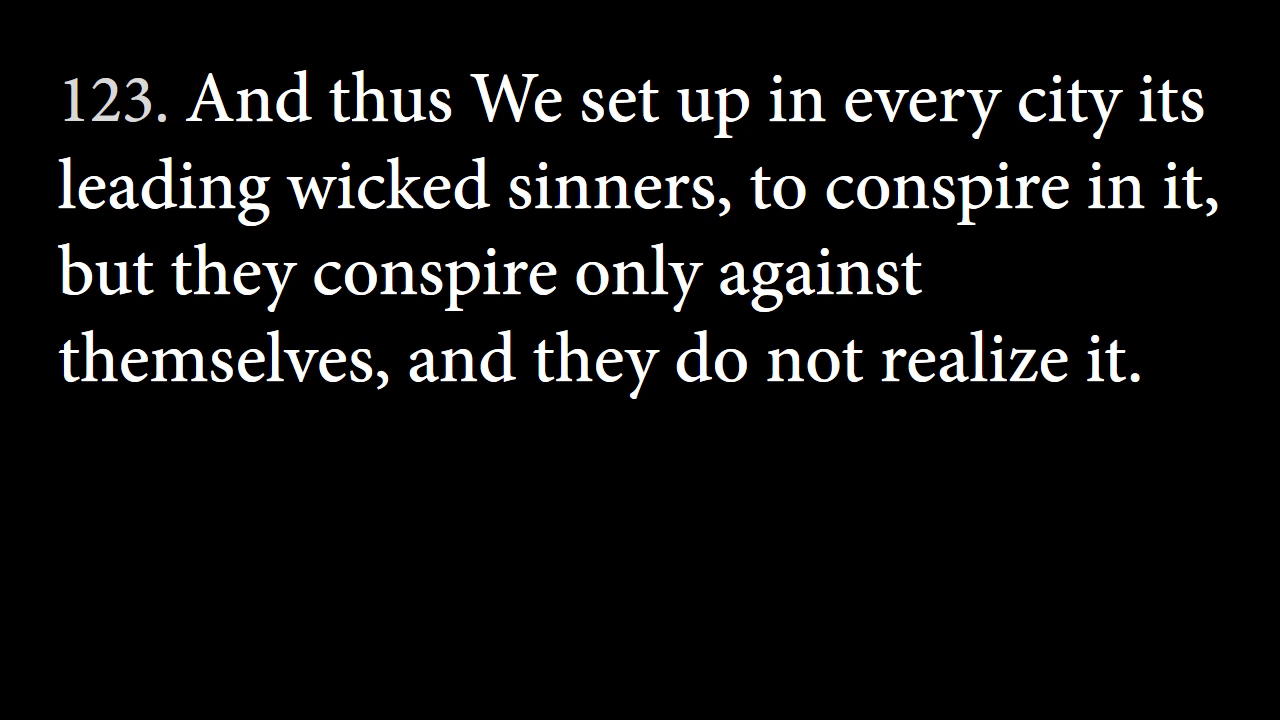 123. And thus We set up in every city its
leading wicked sinners, to conspire in it,
but they conspire only against
themselves, and they do not realize it.